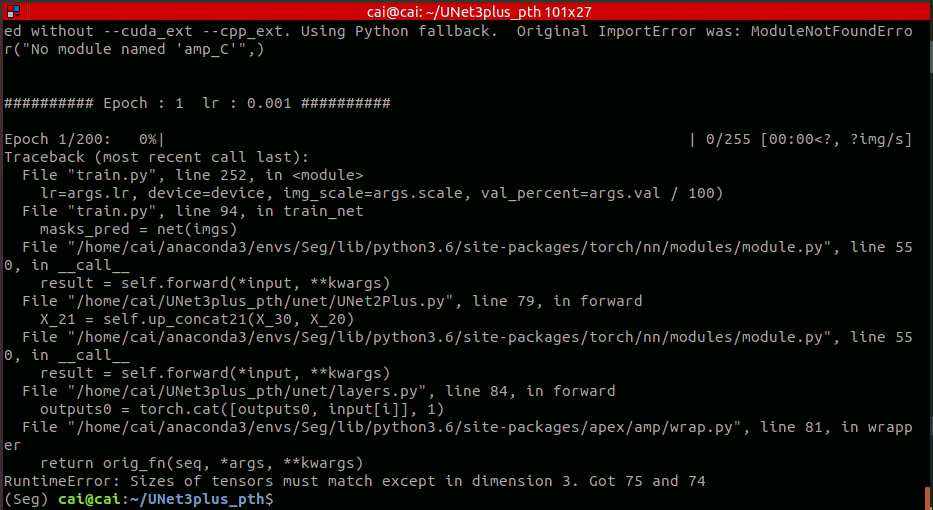 cai@cai: ~/UNet3plus_pth 101x27
ed without --cuda_ext --cpp_ext. Using Python fallback.  Original ImportError was: ModuleNotFoundErro
r("No module named 'amp_C'",)
########## Epoch : 1  lr : 0.001 ##########
Epoch 1/200:   0%|                                                          | 0/255 [00:00<?, ?img/s]
Traceback (most recent call last):
  File "train.py", line 252, in <module>
    lr=args.lr, device=device, img_scale=args.scale, val_percent=args.val / 100)
  File "train.py", line 94, in train_net
    masks_pred = net(imgs)
  File "/home/cai/anaconda3/envs/Seg/lib/python3.6/site-packages/torch/nn/modules/module.py", line 55
0, in __call__
    result = self.forward(*input, **kwargs)
  File "/home/cai/UNet3plus_pth/unet/UNet2Plus.py", line 79, in forward
    X_21 = self.up_concat21(X_30, X_20)
  File "/home/cai/anaconda3/envs/Seg/lib/python3.6/site-packages/torch/nn/modules/module.py", line 55
0, in __call__
    result = self.forward(*input, **kwargs)
  File "/home/cai/UNet3plus_pth/unet/layers.py", line 84, in forward
    outputs0 = torch.cat([outputs0, input[i]], 1)
  File "/home/cai/anaconda3/envs/Seg/lib/python3.6/site-packages/apex/amp/wrap.py", line 81, in wrapp
er
    return orig_fn(seq, *args, **kwargs)
RuntimeError: Sizes of tensors must match except in dimension 3. Got 75 and 74
(Seg) cai@cai:~/UNet3plus_pth$